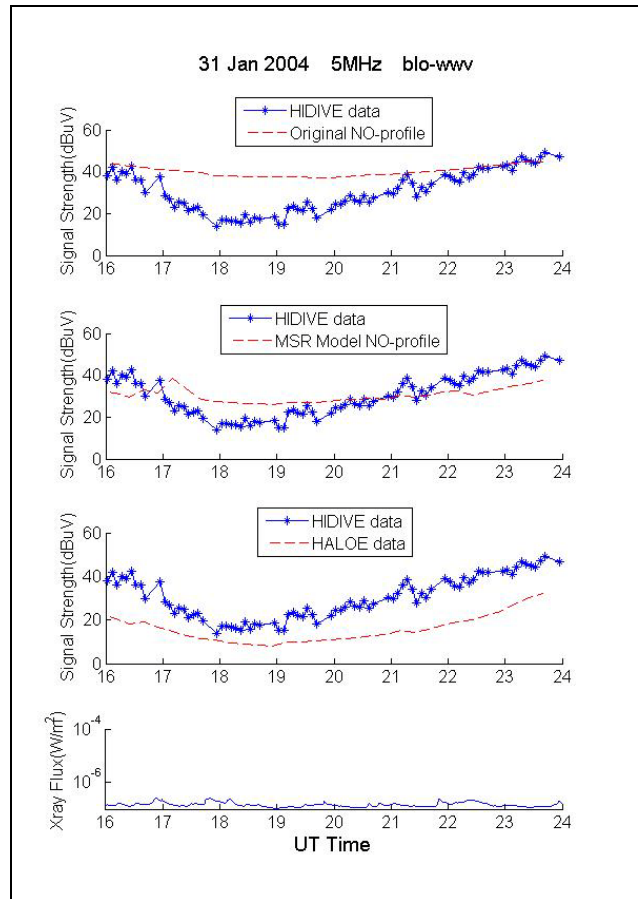 31 Jan 2004 5MHz blo-wwv
HIDIVE data
Original NO-profile
Signal Strength(dBuV)
60
40
20
0
16 17 18 19 20 21 22 23 24
HIDIVE data
MSR Model NO-profile
Signal Strength(dBuV)
60
40
20
0
16 17 18 19 20 21 22 23 24
HIDIVE data
HALOE data
Signal Strength(dBuV)
60
40
20
0
16 17 18 19 20 21 22 23 24
Xray Flux(W/m²)
10⁻⁴
10⁻⁶
16 17 18 19 20 21 22 23 24
UT Time